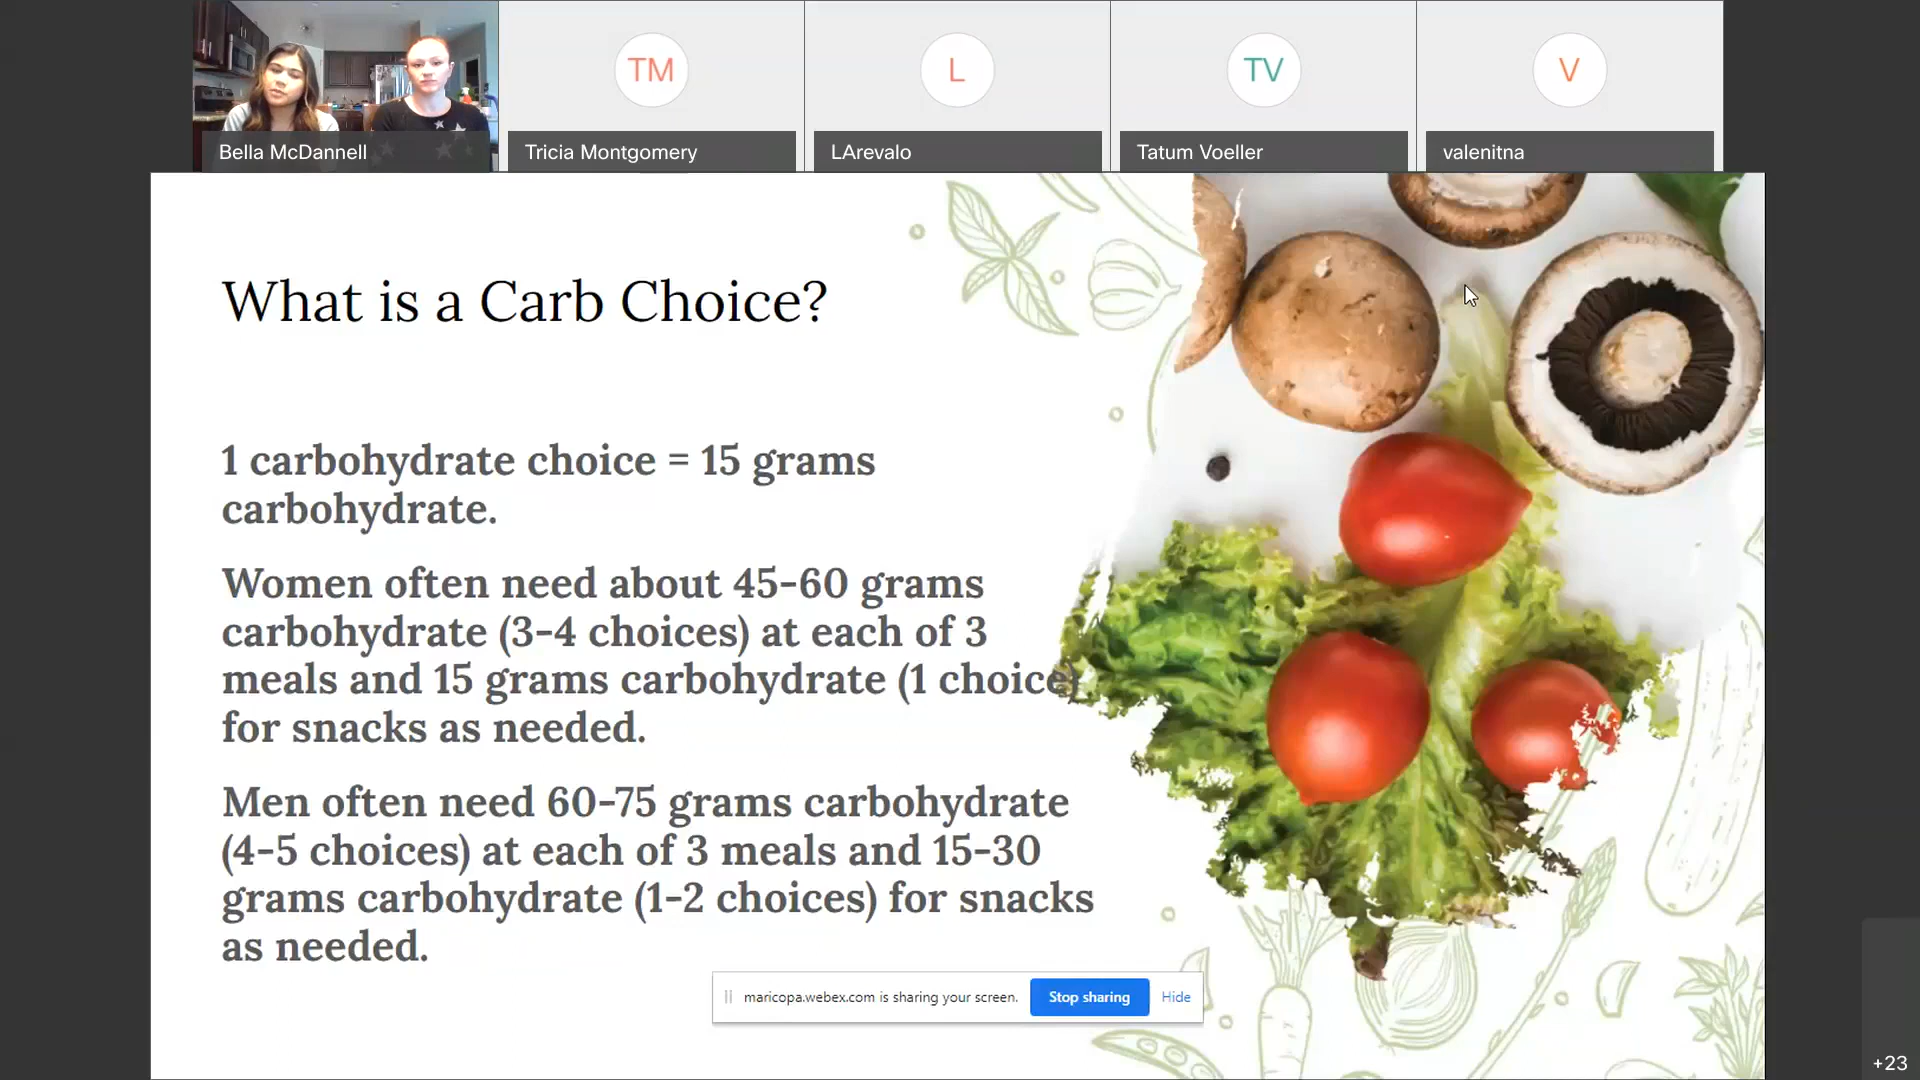 TM
L
TV
V
Bella McDannell
Tricia Montgomery
LArevalo
Tatum Voeller
valenitna
What is a Carb Choice?
1 carbohydrate choice = 15 grams
carbohydrate.
Women often need about 45-60 grams
carbohydrate (3-4 choices) at each of 3
meals and 15 grams carbohydrate (1 choice)
for snacks as needed.
Men often need 60-75 grams carbohydrate
(4-5 choices) at each of 3 meals and 15-30
grams carbohydrate (1-2 choices) for snacks
as needed.
maricopa.webex.com is sharing your screen.
Stop sharing
Hide
+23